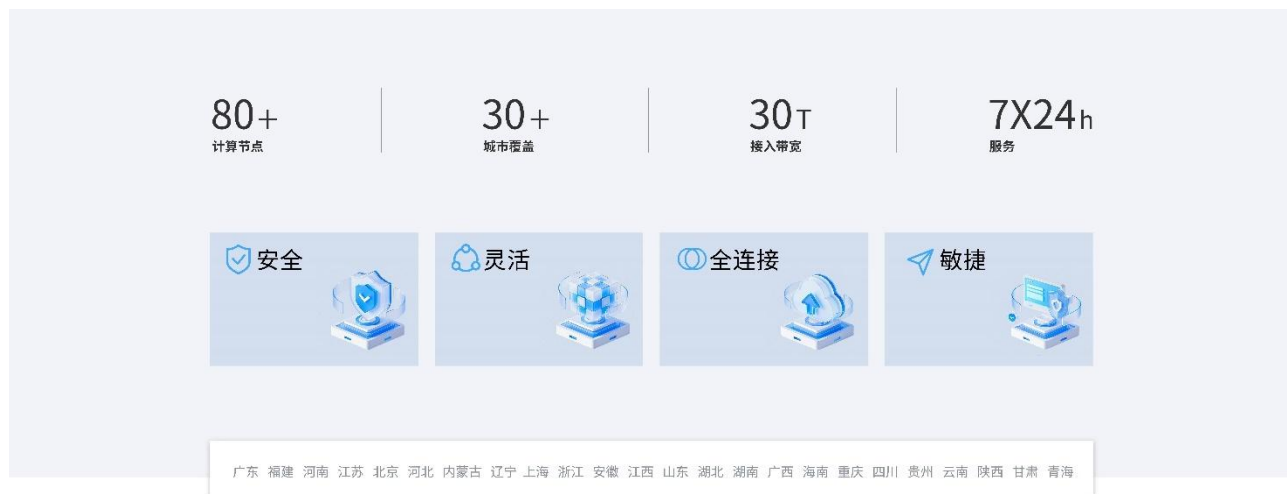 80+
30+
30T
7X24h
计算节点
城市覆盖
接入带宽
服务
安全
灵活
全连接
敏捷
广东 福建 河南 江苏 北京 河北 内蒙古 辽宁 上海 浙江 安徽 江西 山东 湖北 湖南 广西 海南 重庆 四川 贵州 云南 陕西 甘肃 青海